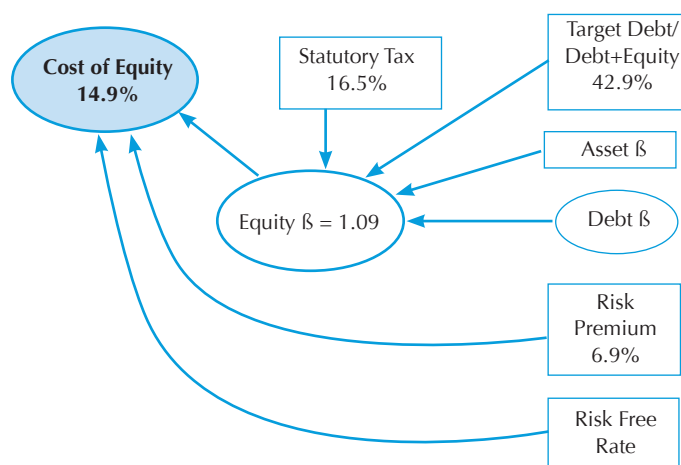 Cost of Equity
14.9%
Statutory Tax
16.5%
Target Debt/
Debt+Equity
42.9%
Asset ß
Equity ß = 1.09
Debt ß
Risk
Premium
6.9%
Risk Free
Rate